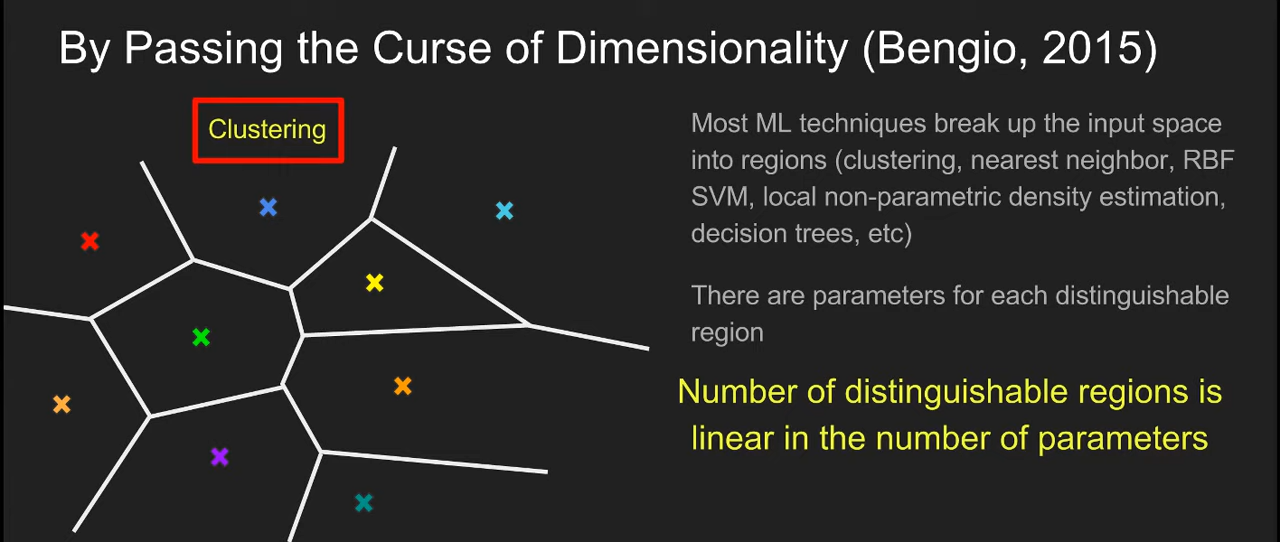 By Passing the Curse of Dimensionality (Bengio, 2015)
Clustering
Most ML techniques break up the input space
into regions (clustering, nearest neighbor, RBF
SVM, local non-parametric density estimation,
decision trees, etc)
There are parameters for each distinguishable
region
Number of distinguishable regions is
linear in the number of parameters